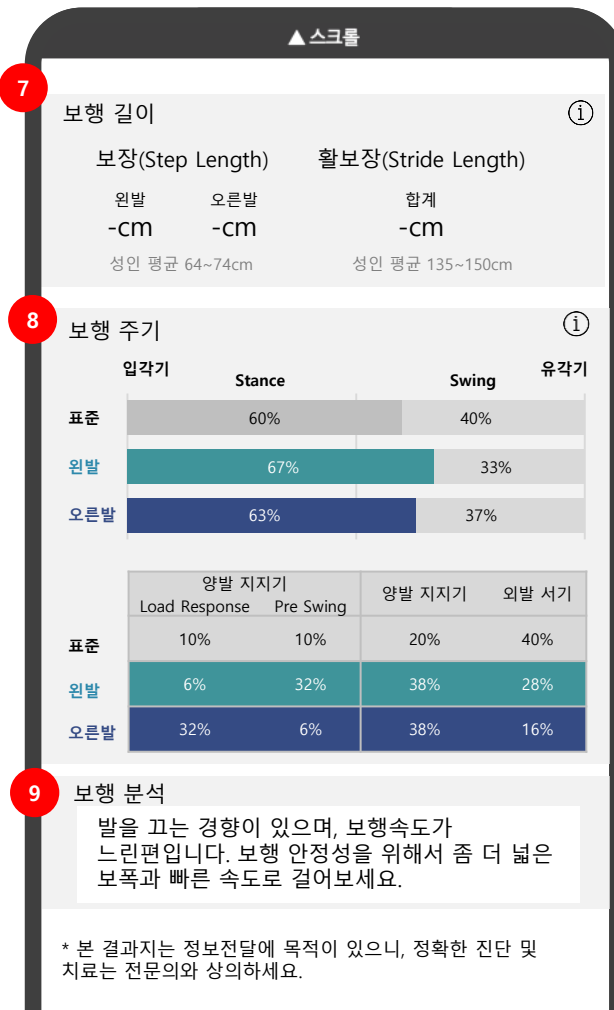 ▲ 스크롤
7
보행 길이 ⓘ
보장(Step Length) 활보장(Stride Length)
왼발 오른발 합계
-cm -cm -cm
성인 평균 64~74cm 성인 평균 135~150cm
8
보행 주기 ⓘ
입각기 Stance Swing 유각기
표준 60% 40%
왼발 67% 33%
오른발 63% 37%
양발 지지기 양발 지지기 외발 서기
Load Response Pre Swing
표준 10% 10% 20% 40%
왼발 6% 32% 38% 28%
오른발 32% 6% 38% 16%
9
보행 분석
발을 끄는 경향이 있으며, 보행속도가
느린편입니다. 보행 안정성을 위해서 좀 더 넓은
보폭과 빠른 속도로 걸어보세요.
* 본 결과지는 정보전달에 목적이 있으니, 정확한 진단 및
치료는 전문의와 상의하세요.